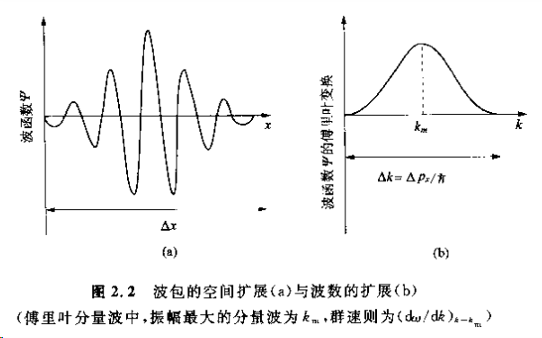 波函数Ψ
x
Δx
(a)
波函数Ψ的傅里叶变换
k_m
k
Δk=Δp_x/ħ
(b)
图 2.2 波包的空间扩展(a)与波数的扩展(b)
(傅里叶分量波中,振幅最大的分量波为k_m,群速则为(dω/dk)_{k=k_m})